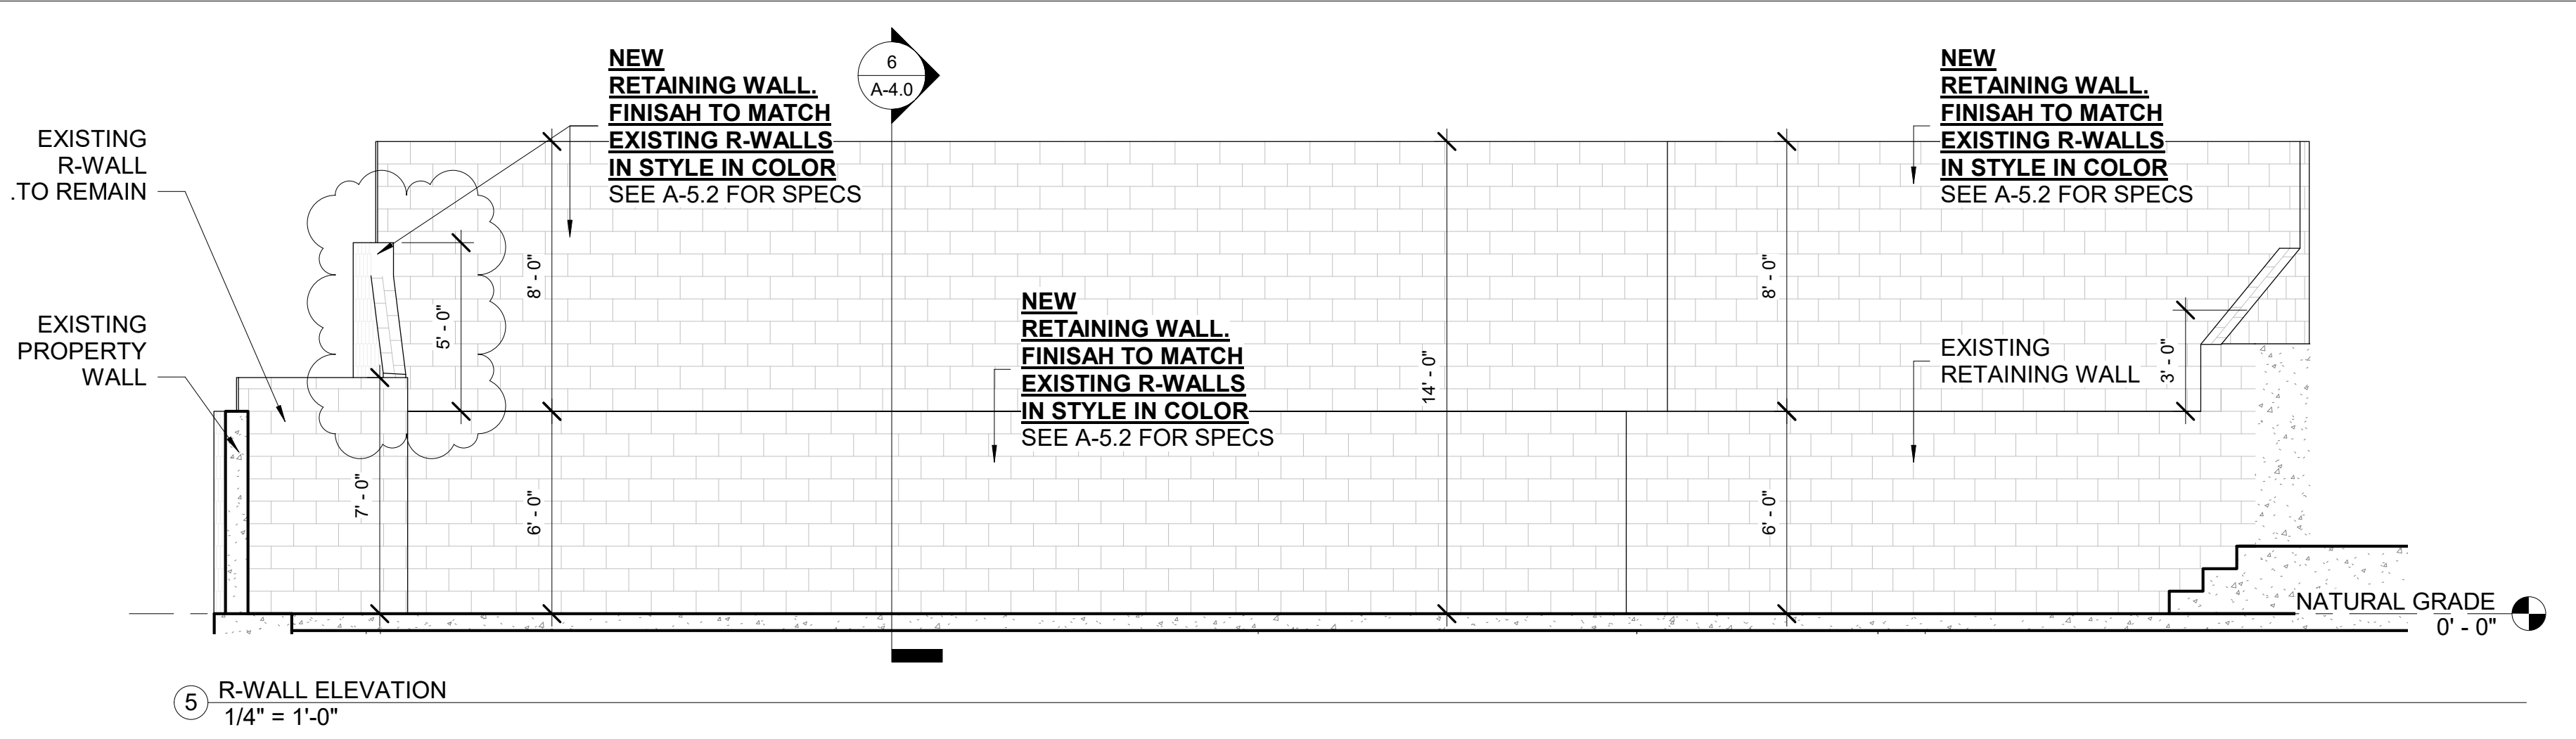 NEW
RETAINING WALL.
FINISAH TO MATCH
EXISTING R-WALLS
IN STYLE IN COLOR
SEE A-5.2 FOR SPECS
6
A-4.0
NEW
RETAINING WALL.
FINISAH TO MATCH
EXISTING R-WALLS
IN STYLE IN COLOR
SEE A-5.2 FOR SPECS
EXISTING
R-WALL
.TO REMAIN
EXISTING
PROPERTY
WALL
5' - 0"
8' - 0"
NEW
RETAINING WALL.
FINISAH TO MATCH
EXISTING R-WALLS
IN STYLE IN COLOR
SEE A-5.2 FOR SPECS
14' - 0"
8' - 0"
EXISTING
RETAINING WALL
3' - 0"
7' - 0"
6' - 0"
6' - 0"
NATURAL GRADE
0' - 0"
5
R-WALL ELEVATION
1/4" = 1'-0"